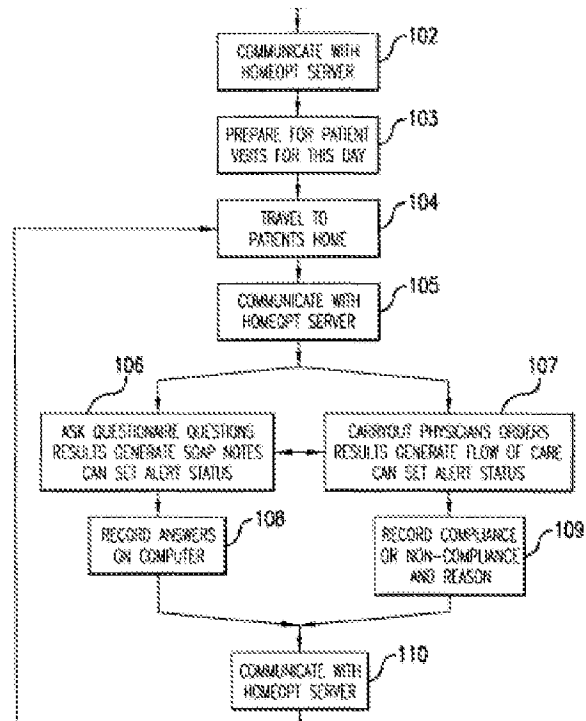 102
COMMUNICATE WITH
HOMEOPT SERVER
103
PREPARE FOR PATIENT
VISITS FOR THIS DAY
104
TRAVEL TO
PATIENTS HOME
105
COMMUNICATE WITH
HOMEOPT SERVER
106
107
ASK QUESTIONAIRE QUESTIONS
RESULTS GENERATE SOAP NOTES
CAN SET ALERT STATUS
CARRYOUT PHYSICIANS ORDERS
RESULTS GENERATE FLOW OF CARE
CAN SET ALERT STATUS
108
RECORD ANSWERS
ON COMPUTER
109
RECORD COMPLIANCE
OR NON-COMPLIANCE
AND REASON
110
COMMUNICATE WITH
HOMEOPT SERVER